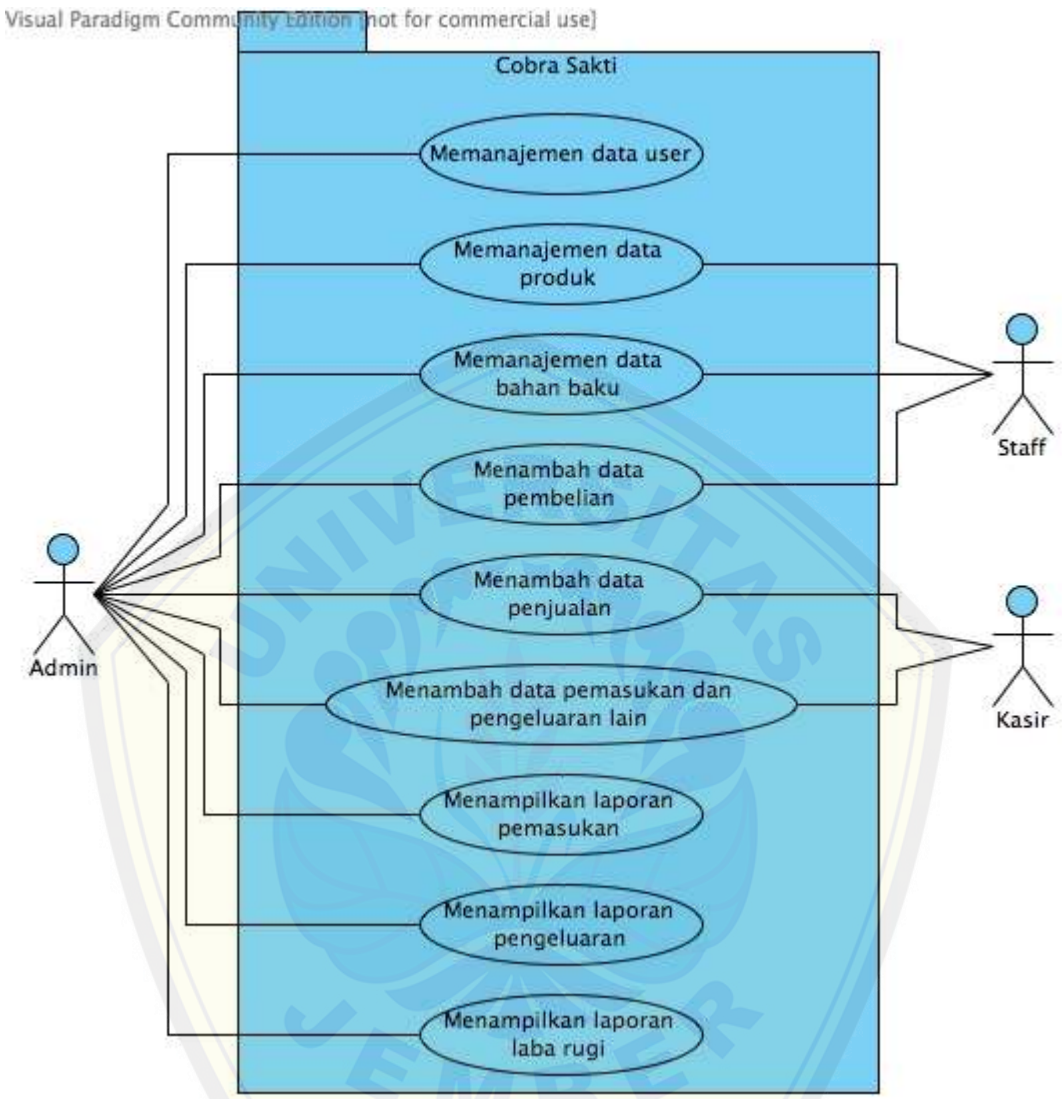 Visual Paradigm Community Edition [not for commercial use]
Cobra Sakti
Memanajemen data user
Memanajemen data
produk
Memanajemen data
bahan baku
Staff
Menambah data
pembelian
Menambah data
penjualan
Admin
Menambah data pemasukan dan
pengeluaran lain
Kasir
Menampilkan laporan
pemasukan
Menampilkan laporan
pengeluaran
Menampilkan laporan
laba rugi
UNIVERSITAS
JEMBER